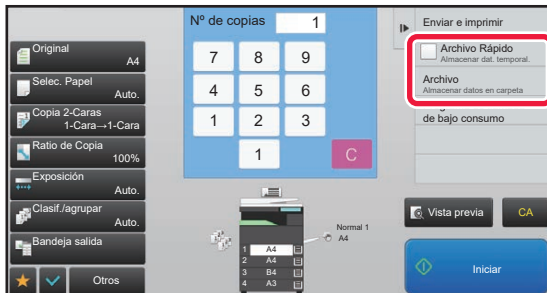 Nº de copias
1
Enviar e imprimir
Archivo Rápido
Almacenar dat. temporal.
Archivo
Almacenar datos en carpeta
de bajo consumo
Original
A4
Selec. Papel
Auto.
Copia 2-Caras
1-Cara→1-Cara
Ratio de Copia
100%
Exposición
Auto.
Clasif./agrupar
Auto.
Bandeja salida
Otros
7 8 9
4 5 6
1 2 3
1 C
Normal 1
A4
1 A4
2 A4
3 B4
4 A3
Vista previa
CA
Iniciar